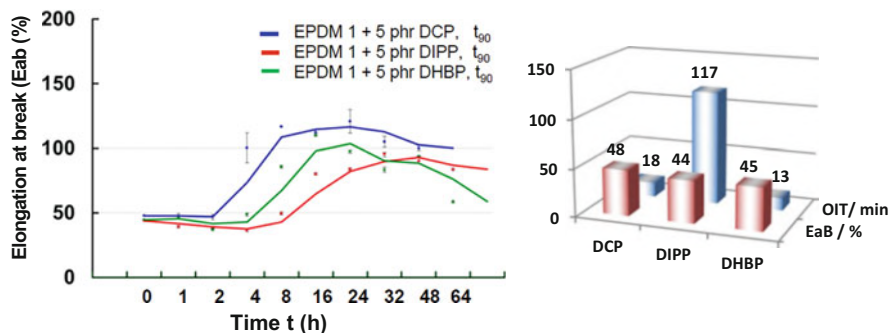 Elongation at break (Eab (%)
200
150
100
50
0
EPDM 1 + 5 phr DCP, t90
EPDM 1 + 5 phr DIPP, t90
EPDM 1 + 5 phr DHBP, t90
0 1 2 4 8 16 24 32 48 64
Time t (h)
150
100
50
0
117
48 18 44 45 13
DCP DIPP DHBP
OIT/ min
EaB / %